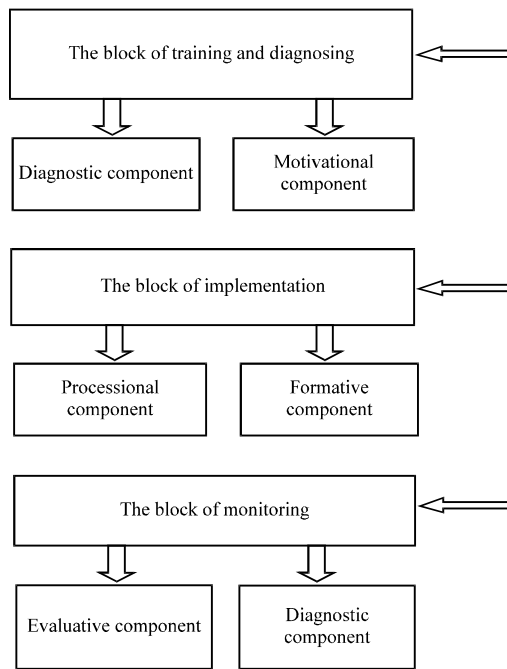 The block of training and diagnosing
Diagnostic component
Motivational
component
The block of implementation
Processional
component
Formative
component
The block of monitoring
Evaluative component
Diagnostic
component